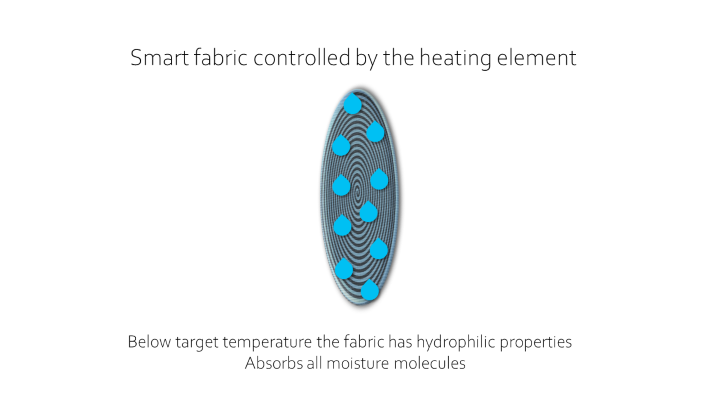 Smart fabric controlled by the heating element
Below target temperature the fabric has hydrophilic properties
Absorbs all moisture molecules